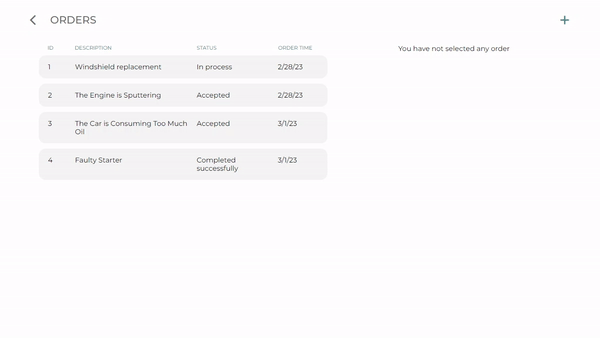 ORDERS
ID DESCRIPTION STATUS ORDER TIME
1 Windshield replacement In process 2/28/23
2 The Engine is Sputtering Accepted 2/28/23
3 The Car is Consuming Too Much Accepted 3/1/23
Oil
4 Faulty Starter Completed 3/1/23
successfully
You have not selected any order